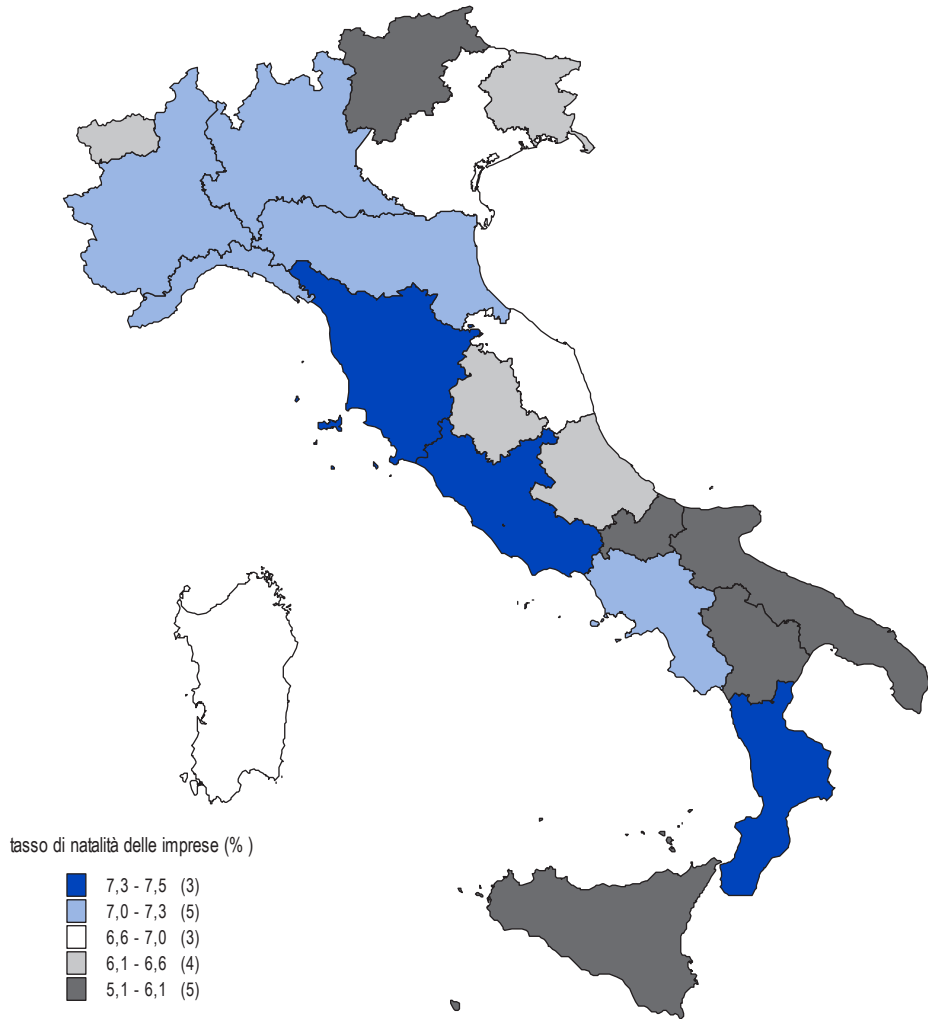 tasso di natalità delle imprese (% )
7,3 - 7,5 (3)
7,0 - 7,3 (5)
6,6 - 7,0 (3)
6,1 - 6,6 (4)
5,1 - 6,1 (5)